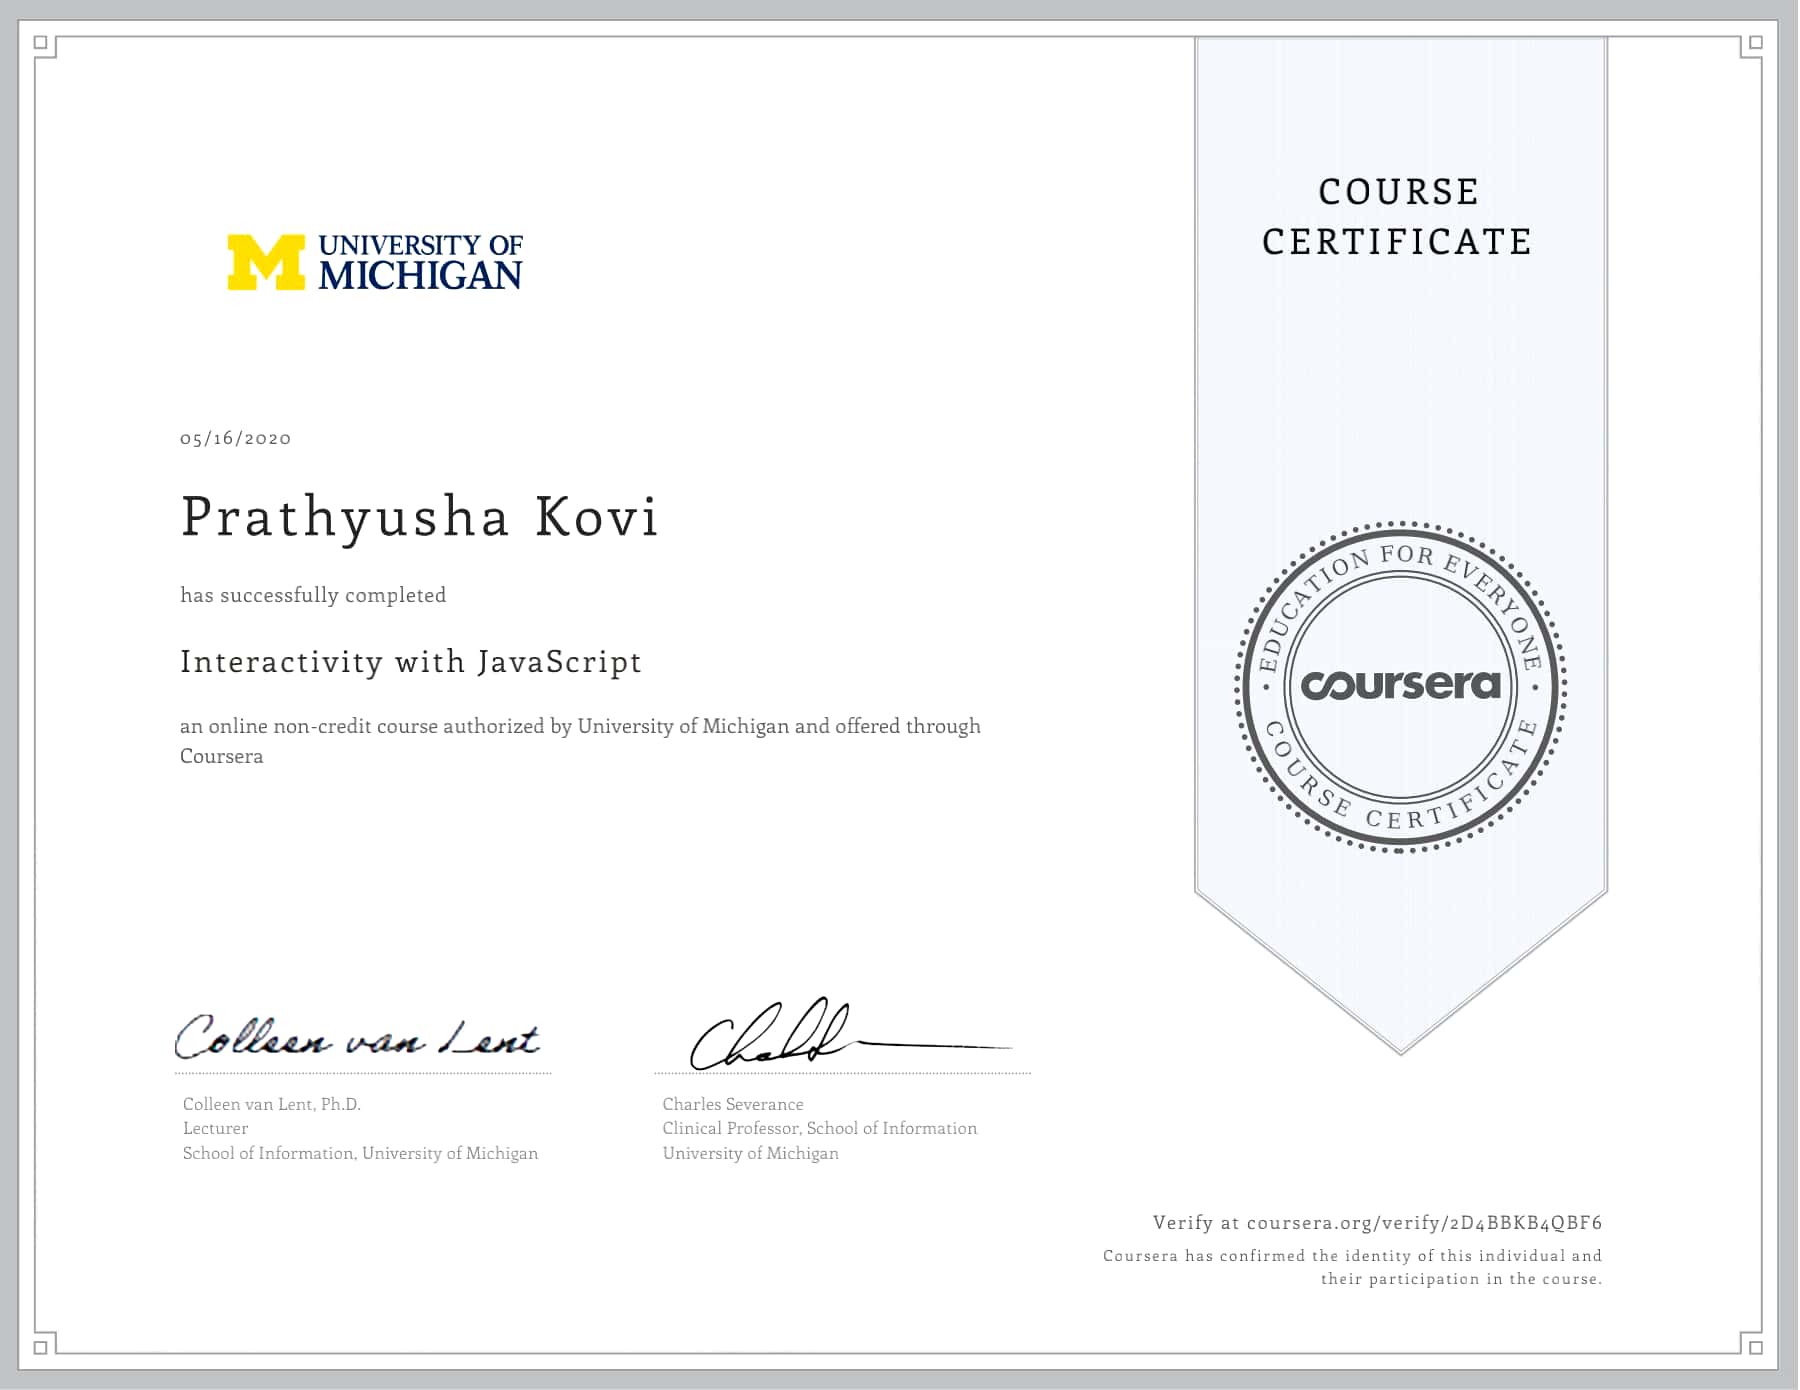 COURSE
CERTIFICATE
UNIVERSITY OF
MICHIGAN
05/16/2020
Prathyusha Kovi
has successfully completed
Interactivity with JavaScript
an online non-credit course authorized by University of Michigan and offered through
Coursera
EDUCATION FOR EVERYONE
coursera
COURSE CERTIFICATE
Colleen van Lent
Colleen van Lent, Ph.D.
Lecturer
School of Information, University of Michigan
Charles Severance
Clinical Professor, School of Information
University of Michigan
Verify at coursera.org/verify/2D4BBKB4QBF6
Coursera has confirmed the identity of this individual and
their participation in the course.